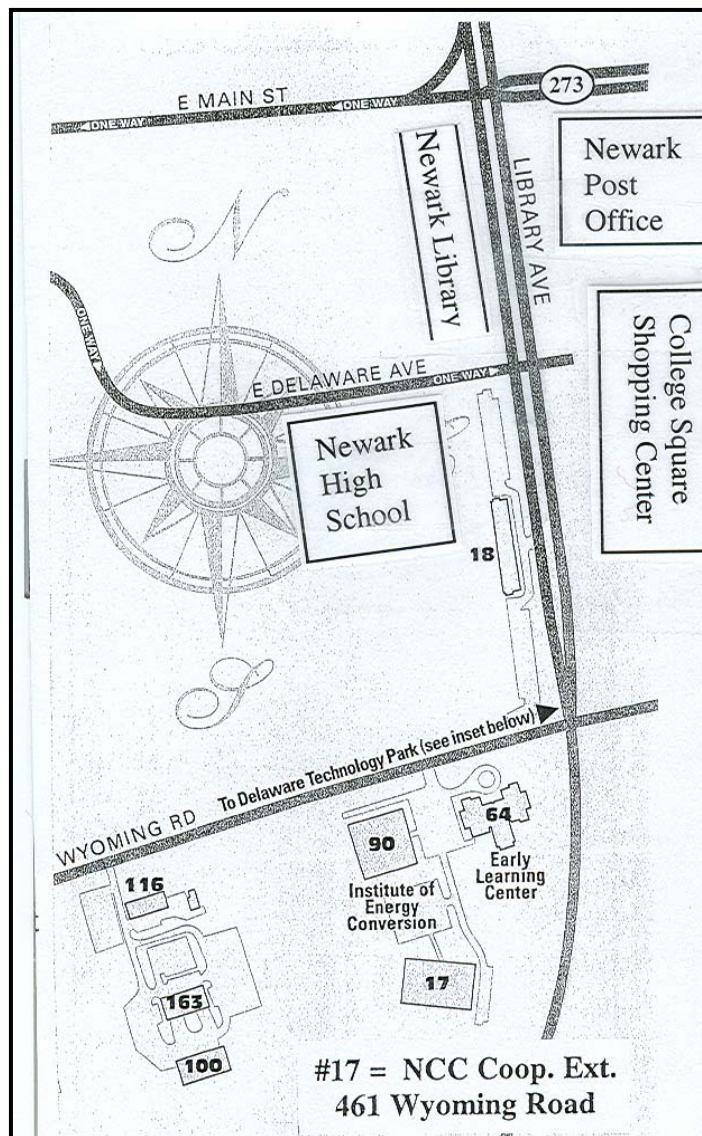 E MAIN ST
ONE WAY
ONE WAY
273
Newark
Post
Office
Newark Library
LIBRARY AVE
N
ONE WAY
ONE WAY
E DELAWARE AVE
ONE WAY
College Square
Shopping Center
Newark
High
School
18
S
To Delaware Technology Park (see inset below)
WYOMING RD
64
90
Early
Learning
Center
Institute of
Energy
Conversion
116
17
163
100
#17 = NCC Coop. Ext.
461 Wyoming Road